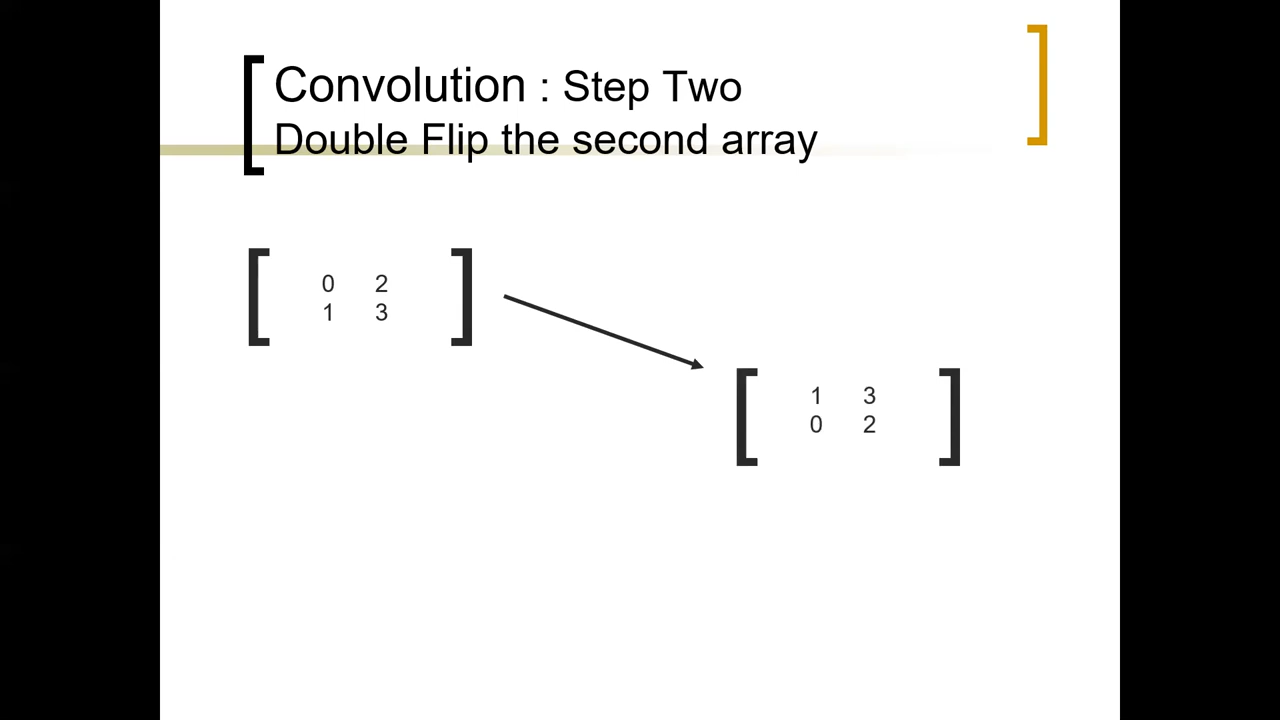 Convolution : Step Two
Double Flip the second array
0 2
1 3
1 3
0 2